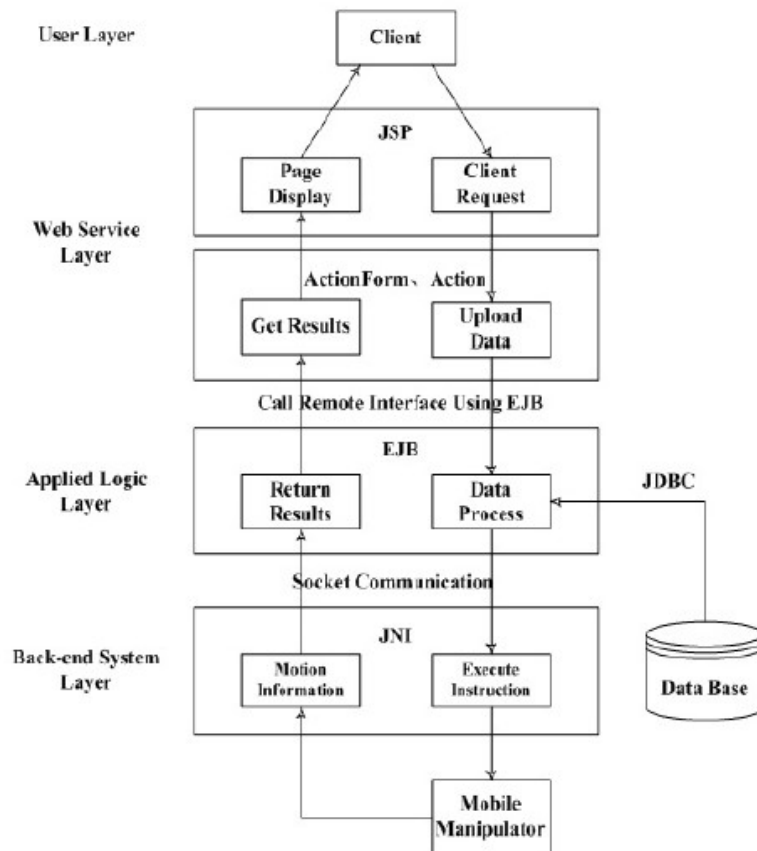 User Layer
Client
JSP
Page
Display
Client
Request
Web Service
Layer
ActionForm、Action
Get Results
Upload
Data
Call Remote Interface Using EJB
EJB
Applied Logic
Layer
Return
Results
Data
Process
JDBC
Socket Communication
JNI
Back-end System
Layer
Motion
Information
Execute
Instruction
Data Base
Mobile
Manipulator